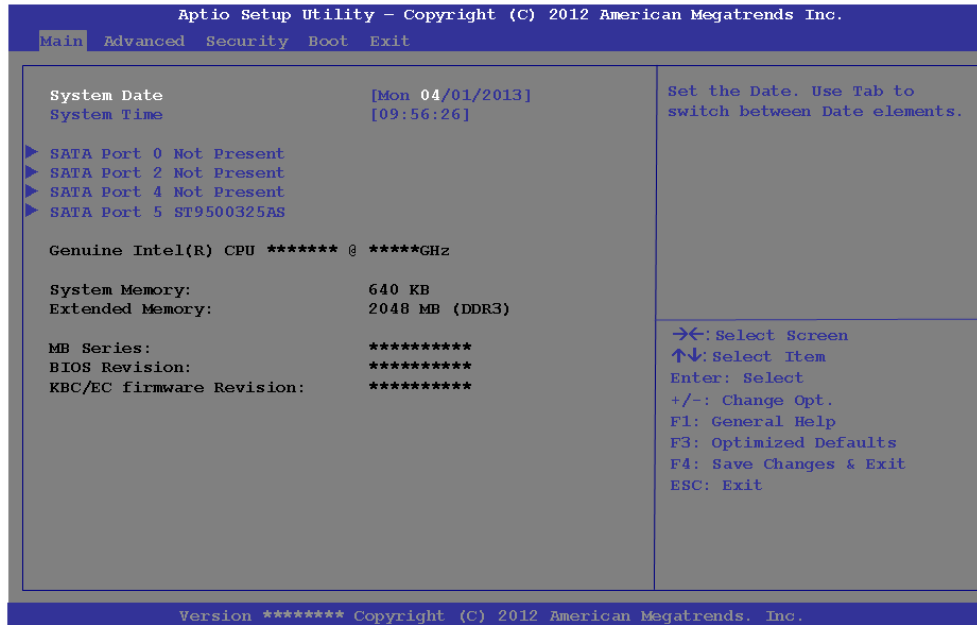 Aptio Setup Utility – Copyright (C) 2012 American Megatrends Inc.
Main Advanced Security Boot Exit
System Date [Mon 04/01/2013]
System Time [09:56:26]
▶ SATA Port 0 Not Present
▶ SATA Port 2 Not Present
▶ SATA Port 4 Not Present
▶ SATA Port 5 ST9500325AS
Genuine Intel(R) CPU ******* @ *****GHz
System Memory: 640 KB
Extended Memory: 2048 MB (DDR3)
MB Series: **********
BIOS Revision: **********
KBC/EC firmware Revision: **********
Set the Date. Use Tab to
switch between Date elements.
→←: Select Screen
↑↓: Select Item
Enter: Select
+/-: Change Opt.
F1: General Help
F3: Optimized Defaults
F4: Save Changes & Exit
ESC: Exit
Version ******** Copyright (C) 2012 American Megatrends. Inc.